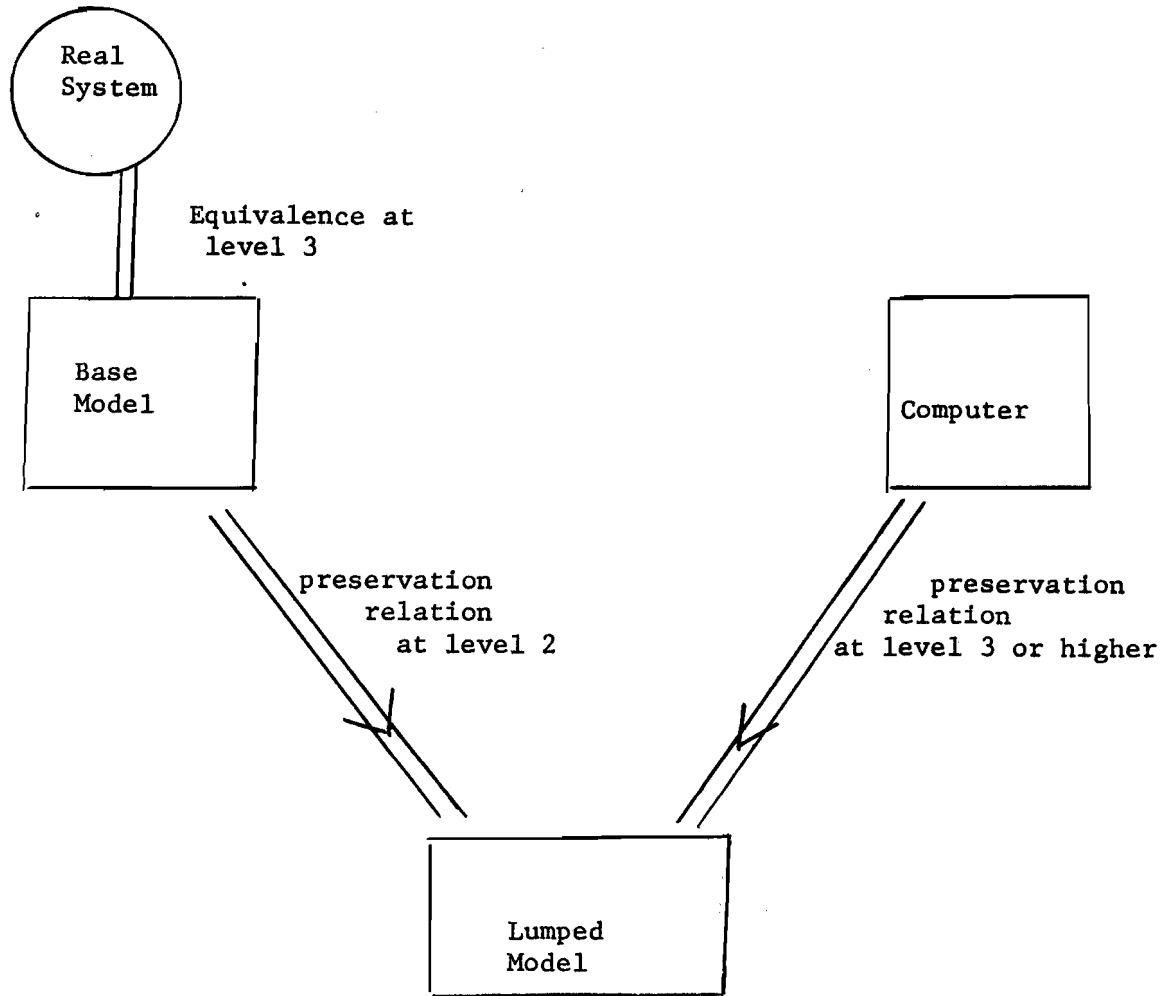 Real
System
Equivalence at
level 3
Base
Model
Computer
preservation
relation
at level 2
preservation
relation
at level 3 or higher
Lumped
Model